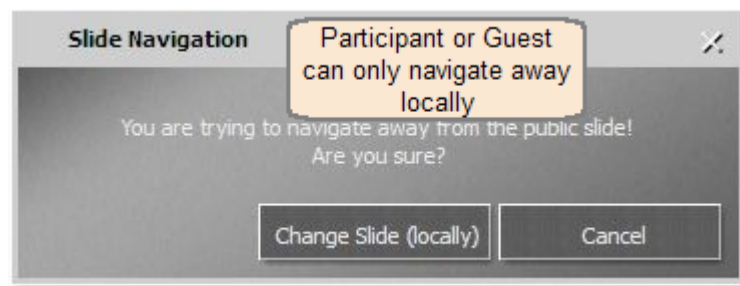 Slide Navigation
Participant or Guest
can only navigate away
locally
You are trying to navigate away from the public slide!
Are you sure?
Change Slide (locally)
Cancel